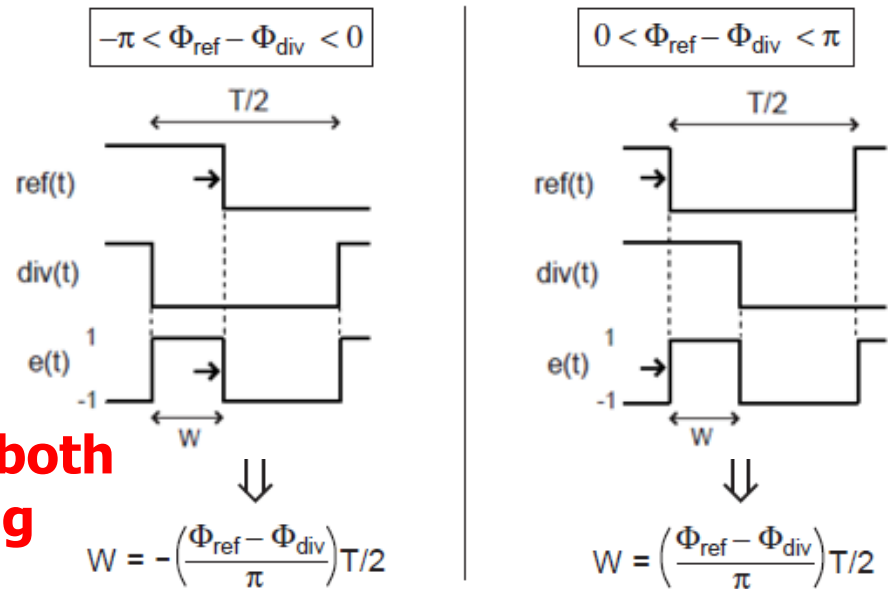 −π < Φref − Φdiv < 0
T/2
ref(t)
div(t)
1
e(t)
-1
W
both
g
W = −(Φref − Φdiv / π)T/2
0 < Φref − Φdiv < π
T/2
ref(t)
div(t)
1
e(t)
-1
W
W = (Φref − Φdiv / π)T/2